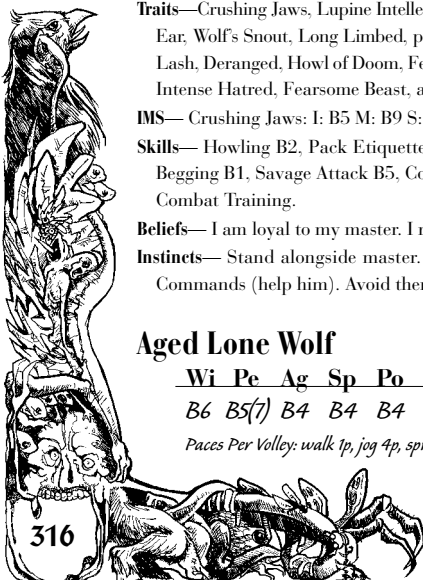 Traits—Crushing Jaws, Lupine Intelle
Ear, Wolf's Snout, Long Limbed, p
Lash, Deranged, Howl of Doom, Fe
Intense Hatred, Fearsome Beast, a
IMS— Crushing Jaws: I: B5 M: B9 S:
Skills— Howling B2, Pack Etiquette
Begging B1, Savage Attack B5, Co
Combat Training.
Beliefs— I am loyal to my master. I
Instincts— Stand alongside master.
Commands (help him). Avoid the
Aged Lone Wolf
Wi Pe Ag Sp Po
B6 B5(7) B4 B4 B4
Paces Per Volley: walk 1p, jog 4p, sp
316